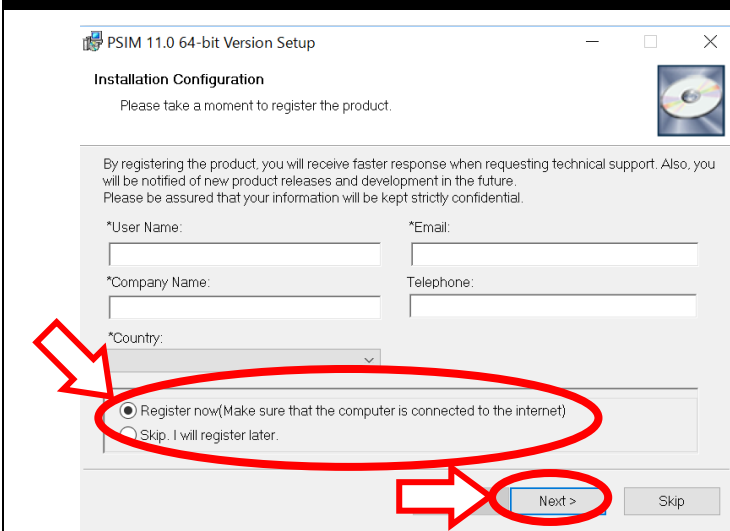 PSIM 11.0 64-bit Version Setup
Installation Configuration
Please take a moment to register the product.
By registering the product, you will receive faster response when requesting technical support. Also, you
will be notified of new product releases and development in the future.
Please be assured that your information will be kept strictly confidential.
*User Name:
*Email:
*Company Name:
Telephone:
*Country:
Register now(Make sure that the computer is connected to the internet)
Skip. I will register later.
Next >
Skip